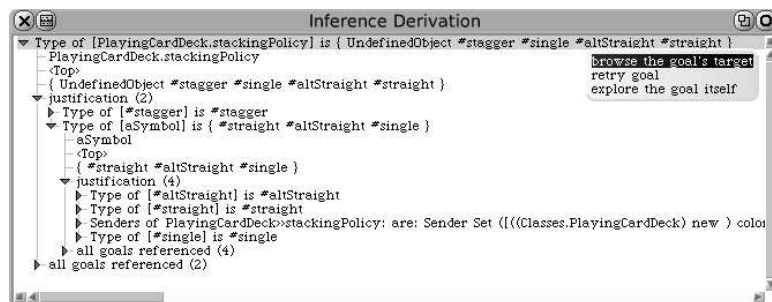 Inference Derivation
Type of [PlayingCardDeck.stackingPolicy] is { UndefinedObject #stagger #single #altStraight #straight }
PlayingCardDeck.stackingPolicy
<Top>
{ UndefinedObject #stagger #single #altStraight #straight }
justification (2)
Type of [#stagger] is #stagger
Type of [aSymbol] is { #straight #altStraight #single }
aSymbol
<Top>
{ #straight #altStraight #single }
justification (4)
Type of [#altStraight] is #altStraight
Type of [#straight] is #straight
Senders of PlayingCardDeck>>stackingPolicy: are: Sender Set ([((Classes.PlayingCardDeck) new ) color
Type of [#single] is #single
all goals referenced (4)
all goals referenced (2)
browse the goal's target
retry goal
explore the goal itself